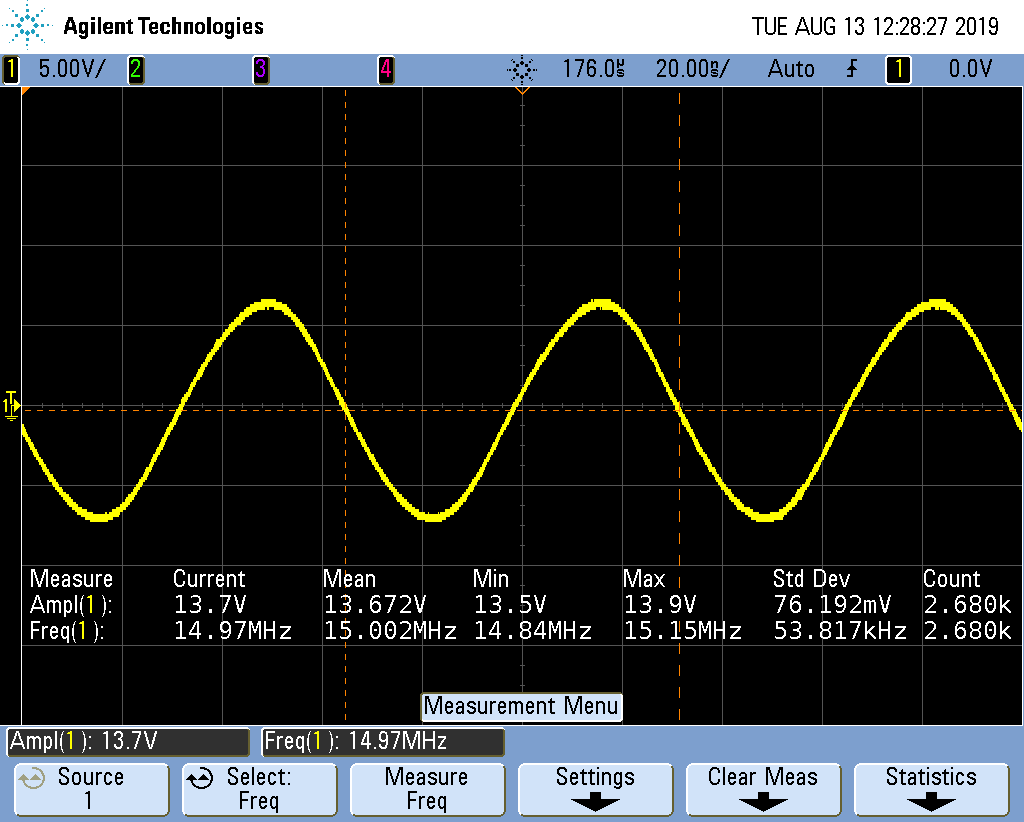 Agilent Technologies TUE AUG 13 12:28:27 2019
1 5.00V/ 2 3 4 176.0µs 20.00ns/ Auto 1 0.0V
1 T
Measure Current Mean Min Max Std Dev Count
Ampl(1): 13.7V 13.672V 13.5V 13.9V 76.192mV 2.680k
Freq(1): 14.97MHz 15.002MHz 14.84MHz 15.15MHz 53.817kHz 2.680k
Measurement Menu
Ampl(1): 13.7V Freq(1): 14.97MHz
Source Select: Measure Settings Clear Meas Statistics
1 Freq Freq